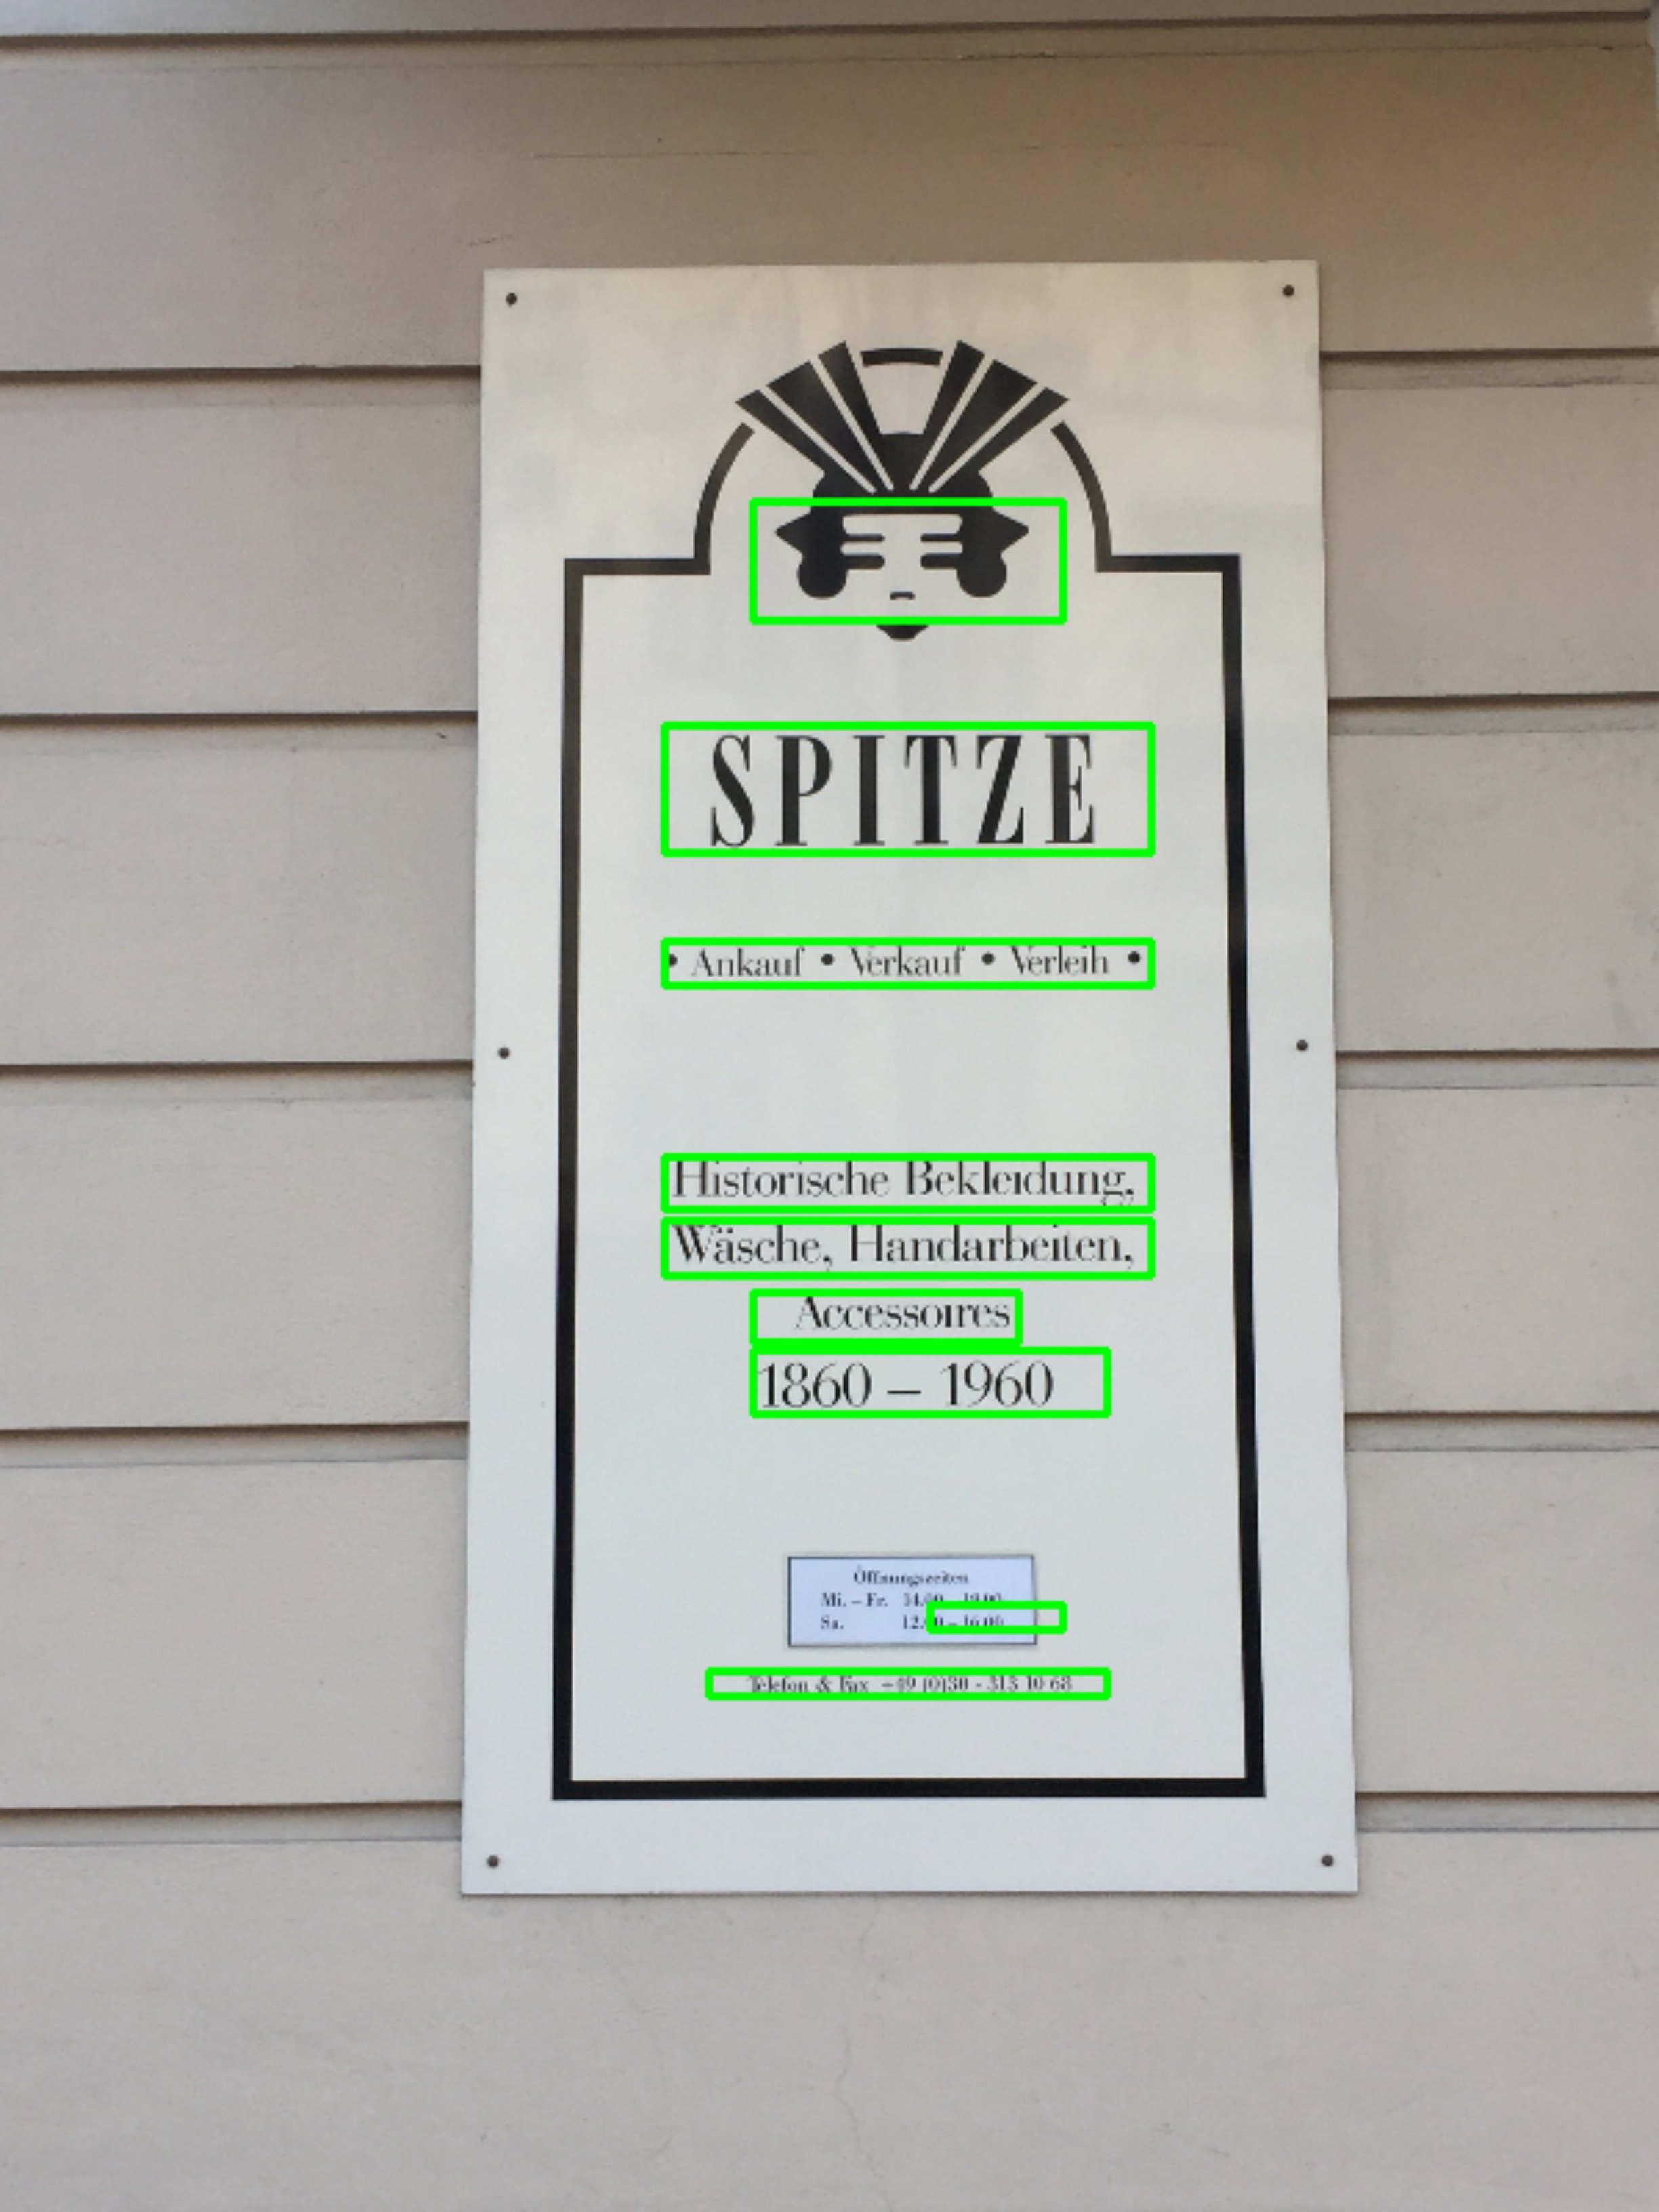 SPITZE
• Ankauf • Verkauf • Verleih •
Historische Bekleidung,
Wäsche, Handarbeiten,
Accessoires
1860 – 1960
Öffnungszeiten
Mi. – Fr. 14.00 – 19.00
Sa. 12.00 – 16.00
Telefon & Fax +49 (0)30 - 313 10 68